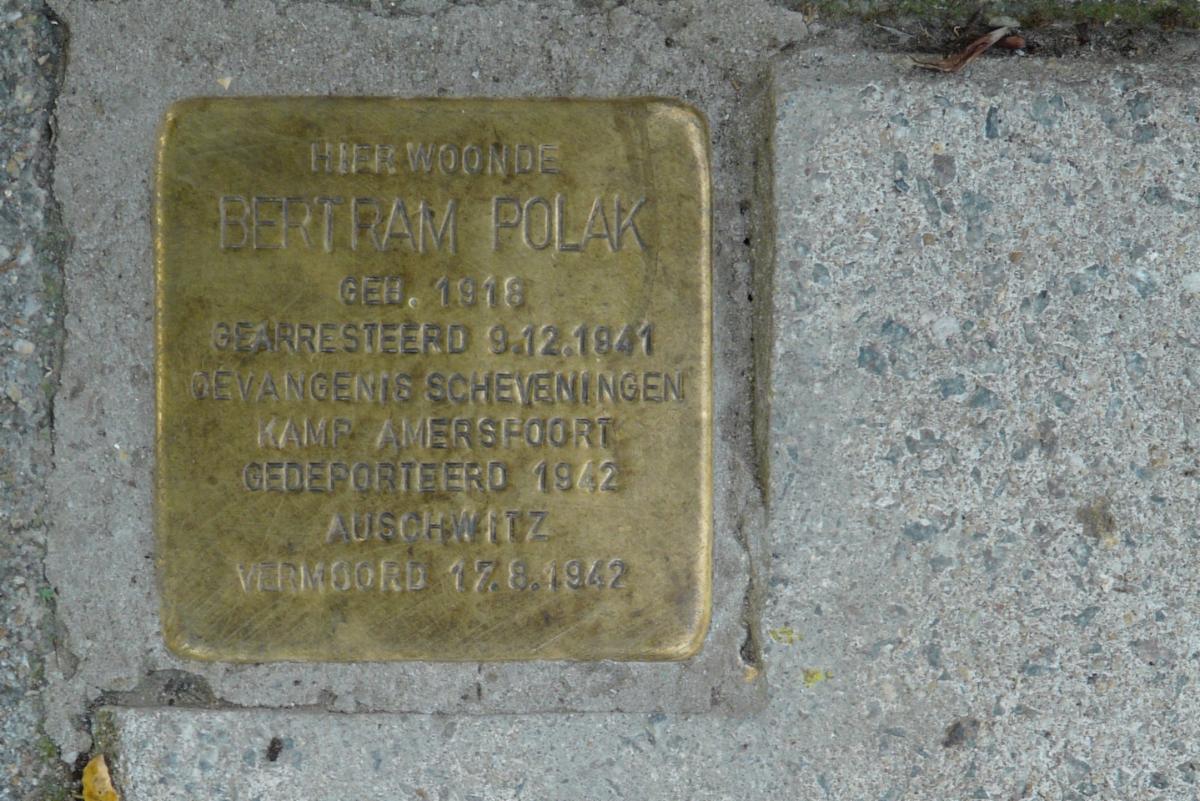 HIER WOONDE
BERTRAM POLAK
GEB. 1918
GEARRESTEERD 9.12.1941
GEVANGENIS SCHEVENINGEN
KAMP AMERSFOORT
GEDEPORTEERD 1942
AUSCHWITZ
VERMOORD 17.8.1942